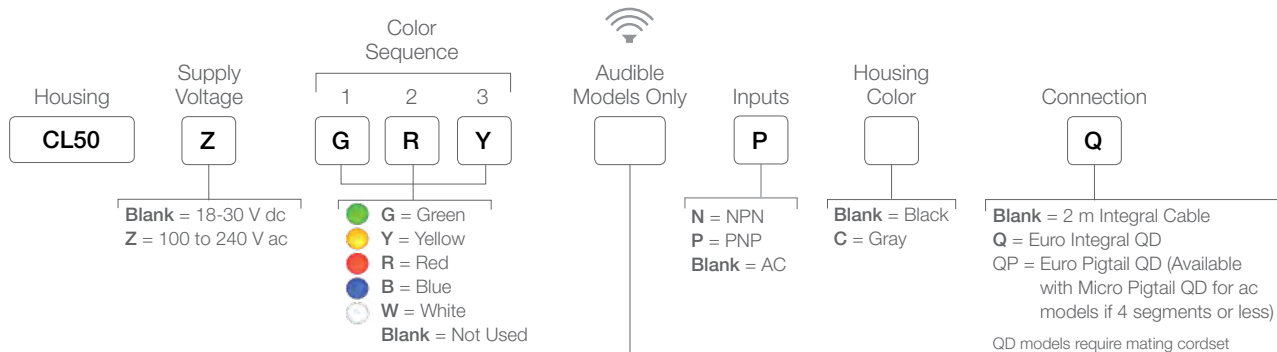 Color
Sequence
Housing
Supply
Voltage
1 2 3
Audible
Models Only
Inputs
Housing
Color
Connection
CL50 Z G R Y P Q
Blank = 18-30 V dc
Z = 100 to 240 V ac
G = Green
Y = Yellow
R = Red
B = Blue
W = White
Blank = Not Used
N = NPN
P = PNP
Blank = AC
Blank = Black
C = Gray
Blank = 2 m Integral Cable
Q = Euro Integral QD
QP = Euro Pigtail QD (Available
with Micro Pigtail QD for ac
models if 4 segments or less)
QD models require mating cordset